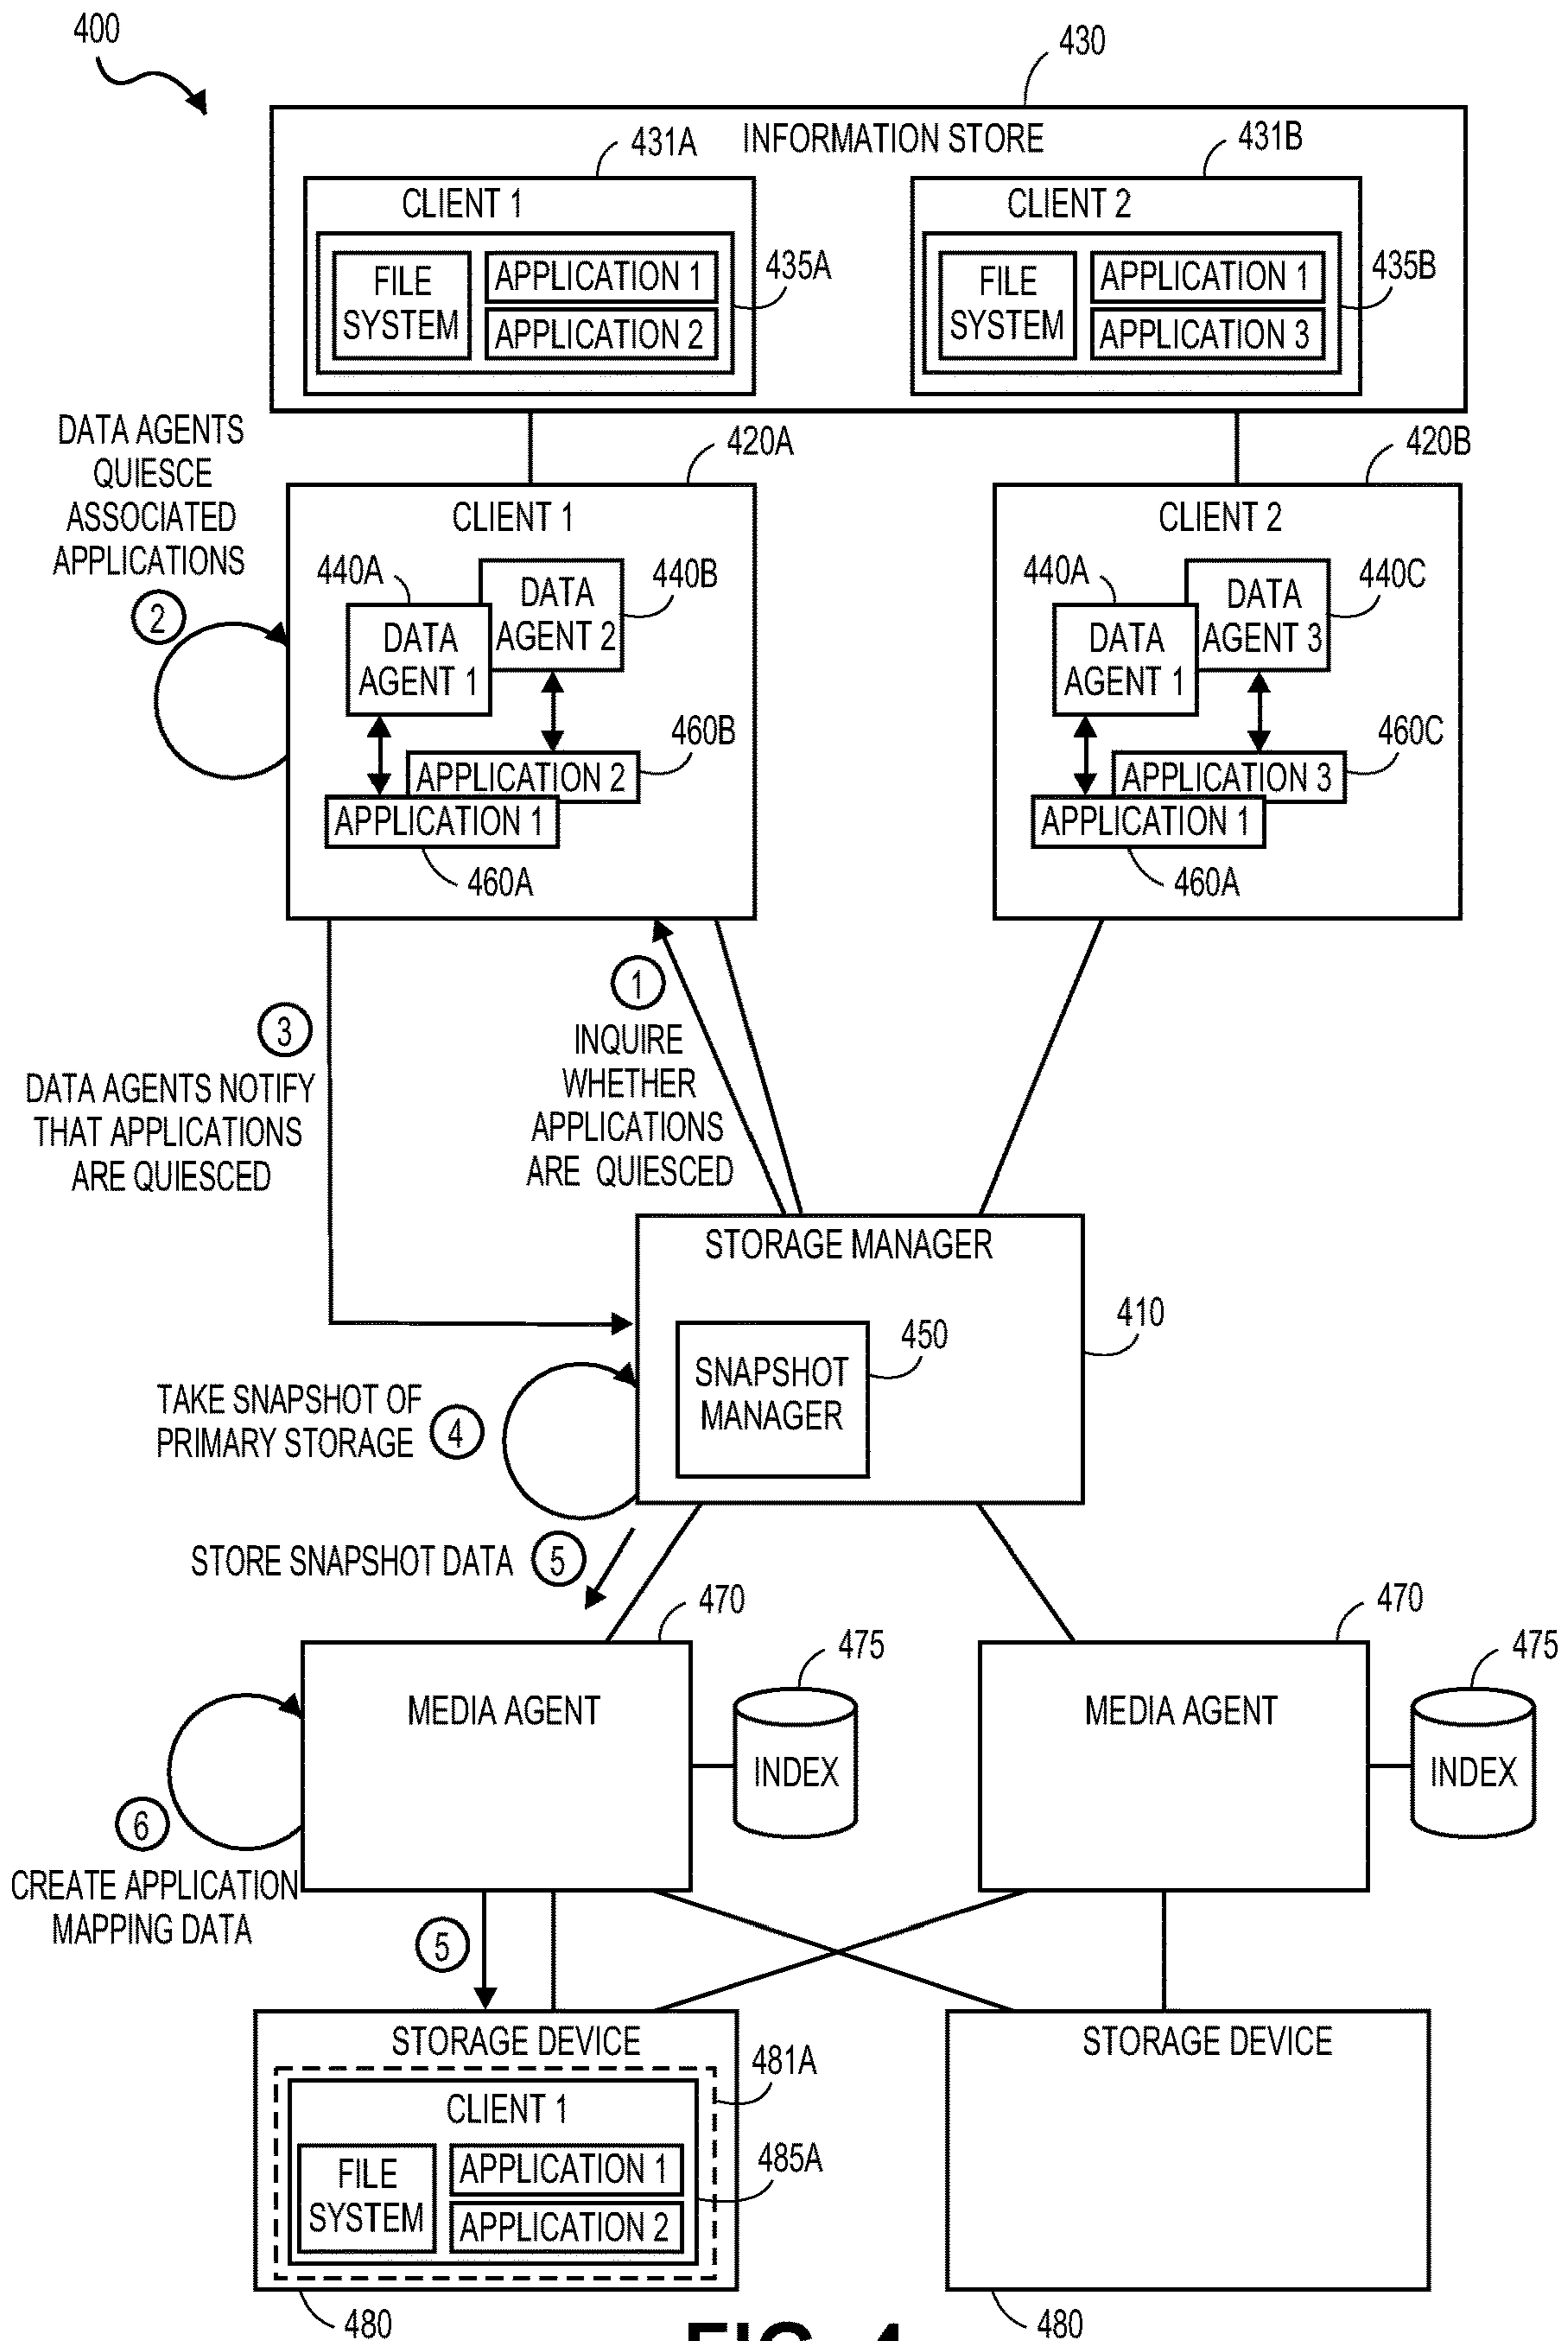 400
430
INFORMATION STORE
431A
431B
CLIENT 1
CLIENT 2
FILE
SYSTEM
APPLICATION 1
APPLICATION 2
435A
FILE
SYSTEM
APPLICATION 1
APPLICATION 3
435B
DATA AGENTS
QUIESCE
ASSOCIATED
APPLICATIONS
2
420A
420B
CLIENT 1
440A
DATA
AGENT 1
DATA
AGENT 2
440B
460B
APPLICATION 2
APPLICATION 1
460A
CLIENT 2
440A
DATA
AGENT 1
DATA
AGENT 3
440C
460C
APPLICATION 3
APPLICATION 1
460A
3
DATA AGENTS NOTIFY
THAT APPLICATIONS
ARE QUIESCED
1
INQUIRE
WHETHER
APPLICATIONS
ARE QUIESCED
STORAGE MANAGER
410
450
SNAPSHOT
MANAGER
TAKE SNAPSHOT OF
PRIMARY STORAGE
4
STORE SNAPSHOT DATA
5
470
MEDIA AGENT
475
INDEX
470
MEDIA AGENT
475
INDEX
6
CREATE APPLICATION
MAPPING DATA
5
STORAGE DEVICE
481A
CLIENT 1
485A
FILE
SYSTEM
APPLICATION 1
APPLICATION 2
480
STORAGE DEVICE
480
FIG. 4